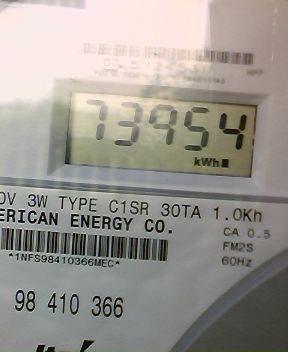 73954
kWh
0V 3W TYPE C1SR 30TA 1.0Kh
ERICAN ENERGY CO.
CA 0.5
FM2S
60Hz
*1NFS98410366MEC*
98 410 366